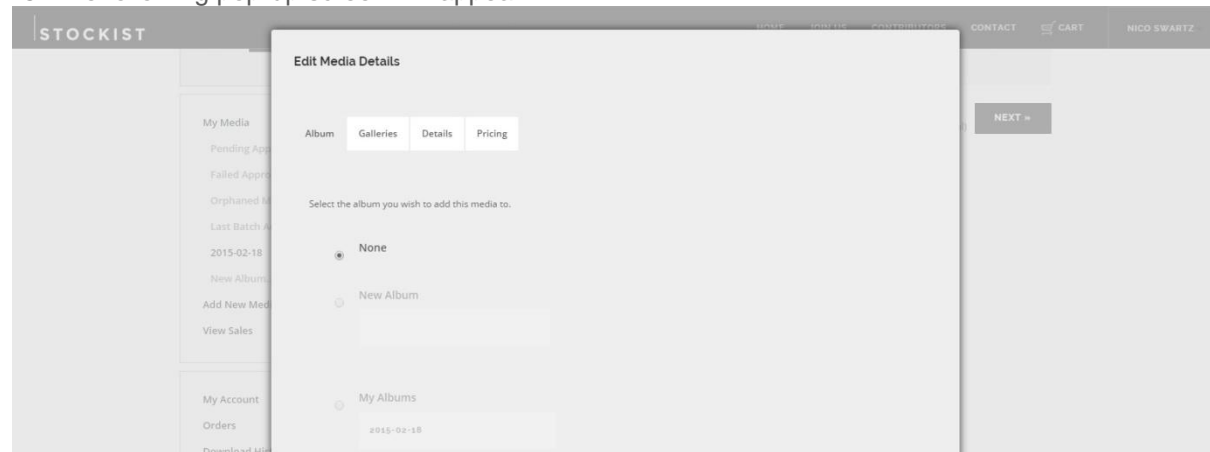 STOCKIST
HOME JOIN US CONTRIBUTORS CONTACT CART NICO SWARTZ
Edit Media Details
NEXT »
My Media
Album Galleries Details Pricing
Pending App
Failed Appro
Orphaned M
Select the album you wish to add this media to.
Last Batch A
2015-02-18
None
New Album
New Album
Add New Med
View Sales
My Account
My Albums
Orders
2015-02-18
Download His